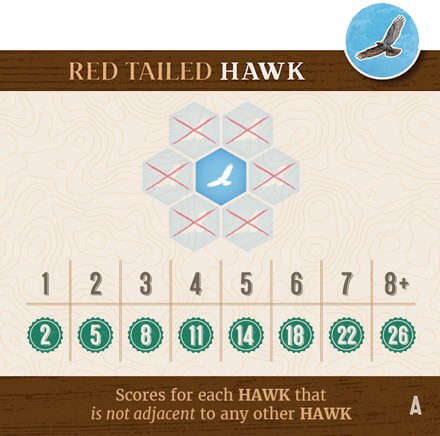 RED TAILED HAWK
1 2 3 4 5 6 7 8+
2 5 8 11 14 18 22 26
Scores for each HAWK that
is not adjacent to any other HAWK
A